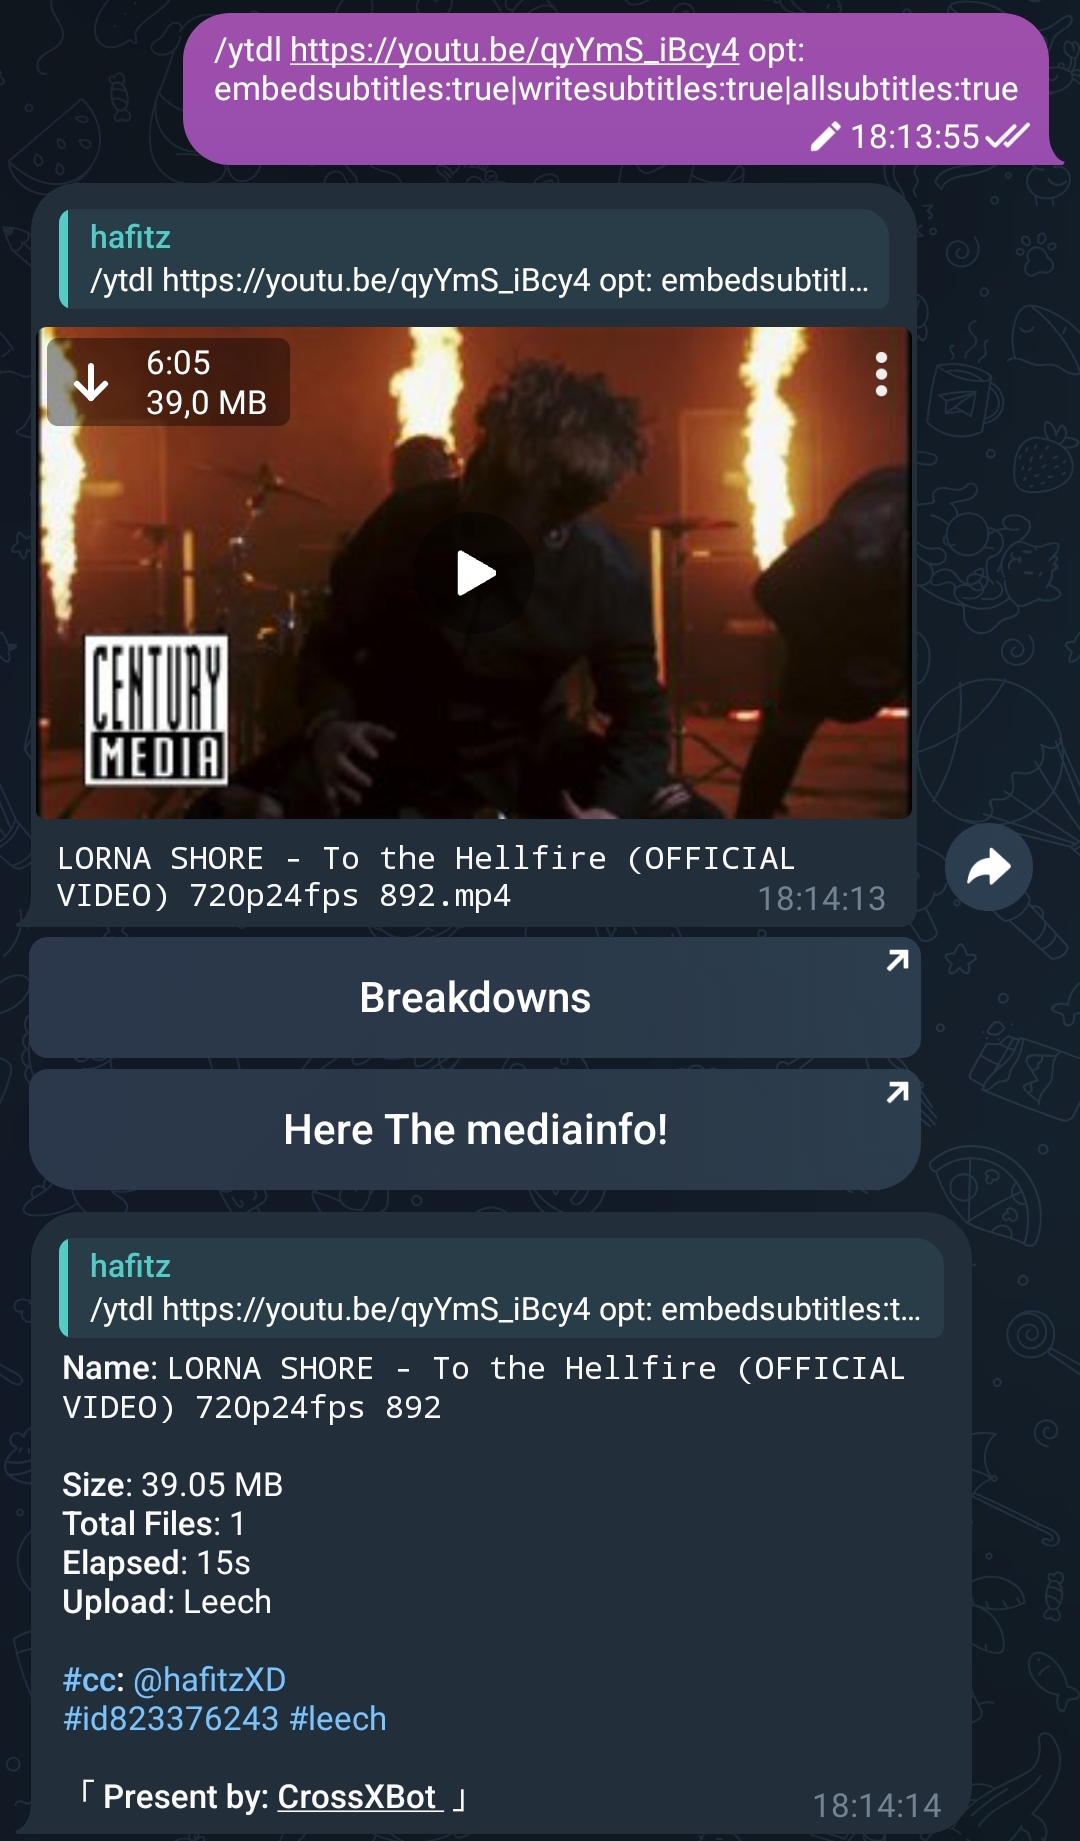 /ytdl https://youtu.be/qyYmS_iBcy4 opt:
embedsubtitles:true|writesubtitles:true|allsubtitles:true
18:13:55
hafitz
/ytdl https://youtu.be/qyYmS_iBcy4 opt: embedsubtitl…
6:05
39,0 MB
CENTURY
MEDIA
LORNA SHORE - To the Hellfire (OFFICIAL
VIDEO) 720p24fps 892.mp4
18:14:13
Breakdowns
Here The mediainfo!
hafitz
/ytdl https://youtu.be/qyYmS_iBcy4 opt: embedsubtitles:t…
Name: LORNA SHORE - To the Hellfire (OFFICIAL
VIDEO) 720p24fps 892
Size: 39.05 MB
Total Files: 1
Elapsed: 15s
Upload: Leech
#cc: @hafitzXD
#id823376243 #leech
「 Present by: CrossXBot 」
18:14:14